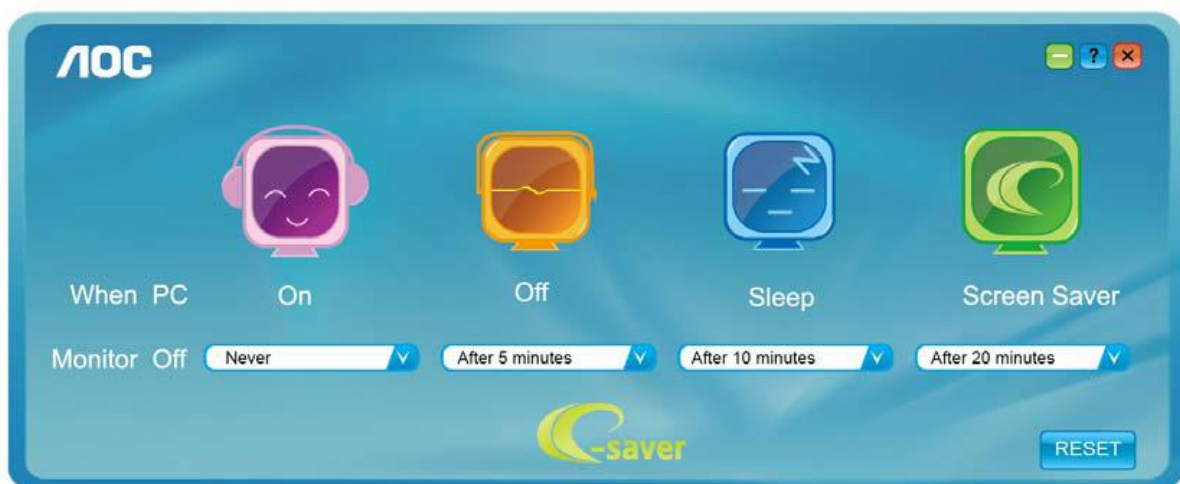 AOC
?
When PC On Off Sleep Screen Saver
Monitor Off Never After 5 minutes After 10 minutes After 20 minutes
e-saver
RESET